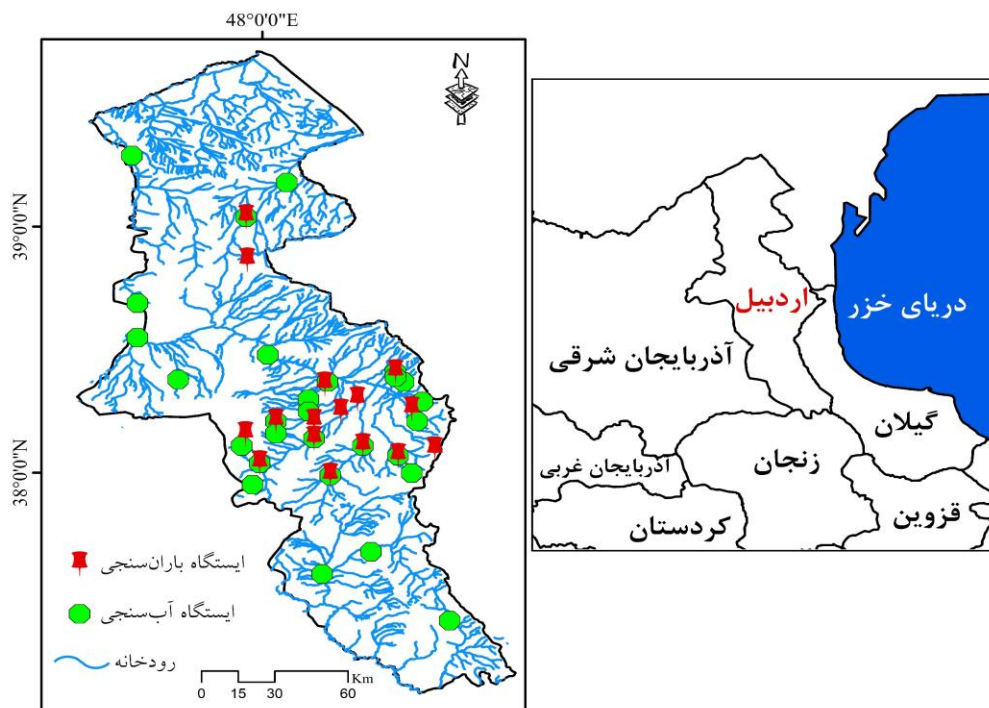 48°0'0"E
N
39°0'0"N
38°0'0"N
ایستگاه باران‌سنجی
ایستگاه آب‌سنجی
رودخانه
Km
0 15 30 60
اردبیل
دریای خزر
آذربایجان شرقی
گیلان
آذربایجان غربی
زنجان
قزوین
کردستان